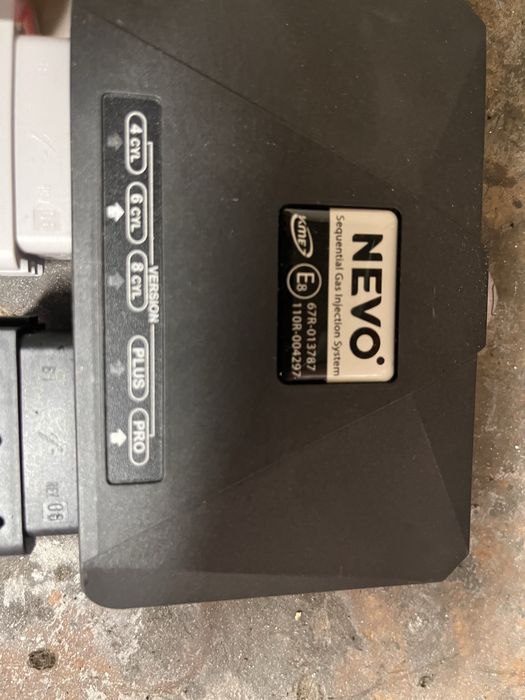 NEVO
Sequential Gas Injection System
KME
E8
67R-013787
110R-004297
VERSION
4 CYL
6 CYL
8 CYL
PLUS
PRO